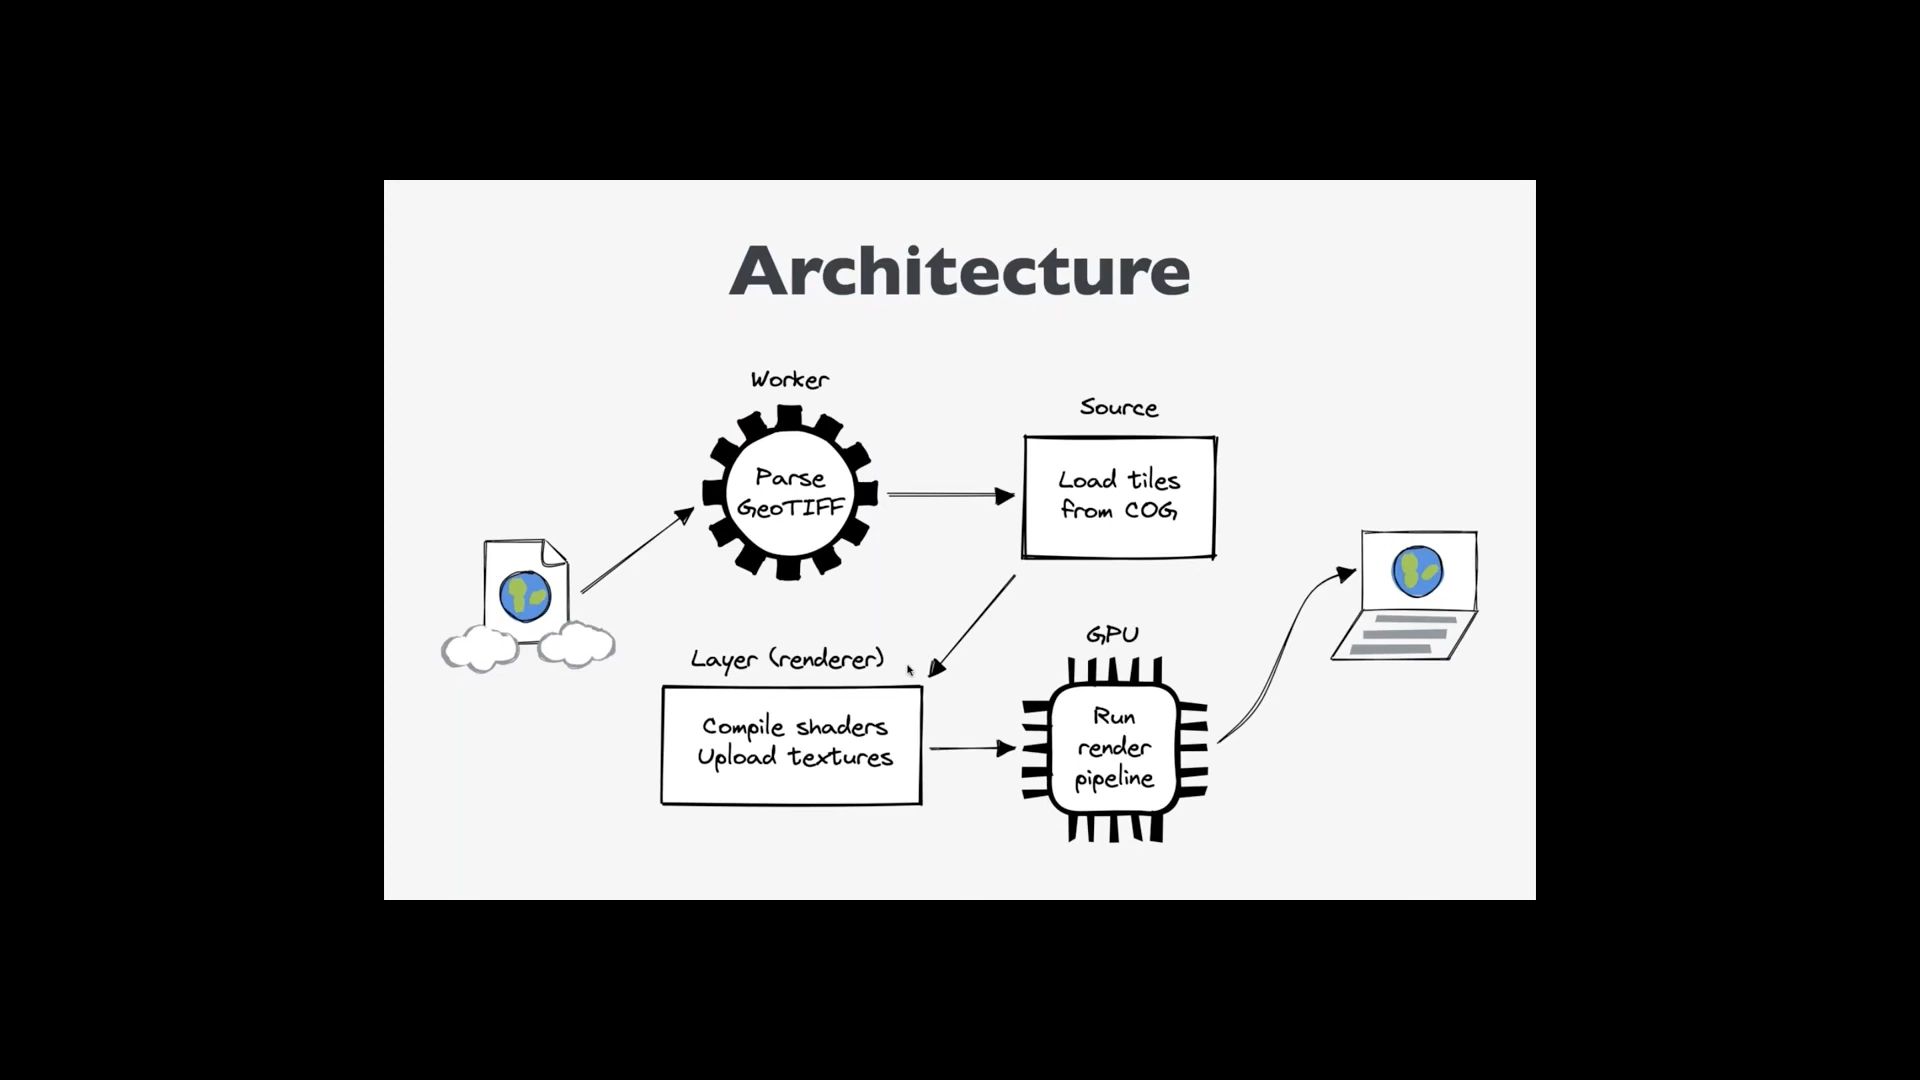 Architecture
Worker
Parse
GeoTIFF
Source
Load tiles
from COG
Layer (renderer)
Compile shaders
Upload textures
GPU
Run
render
pipeline